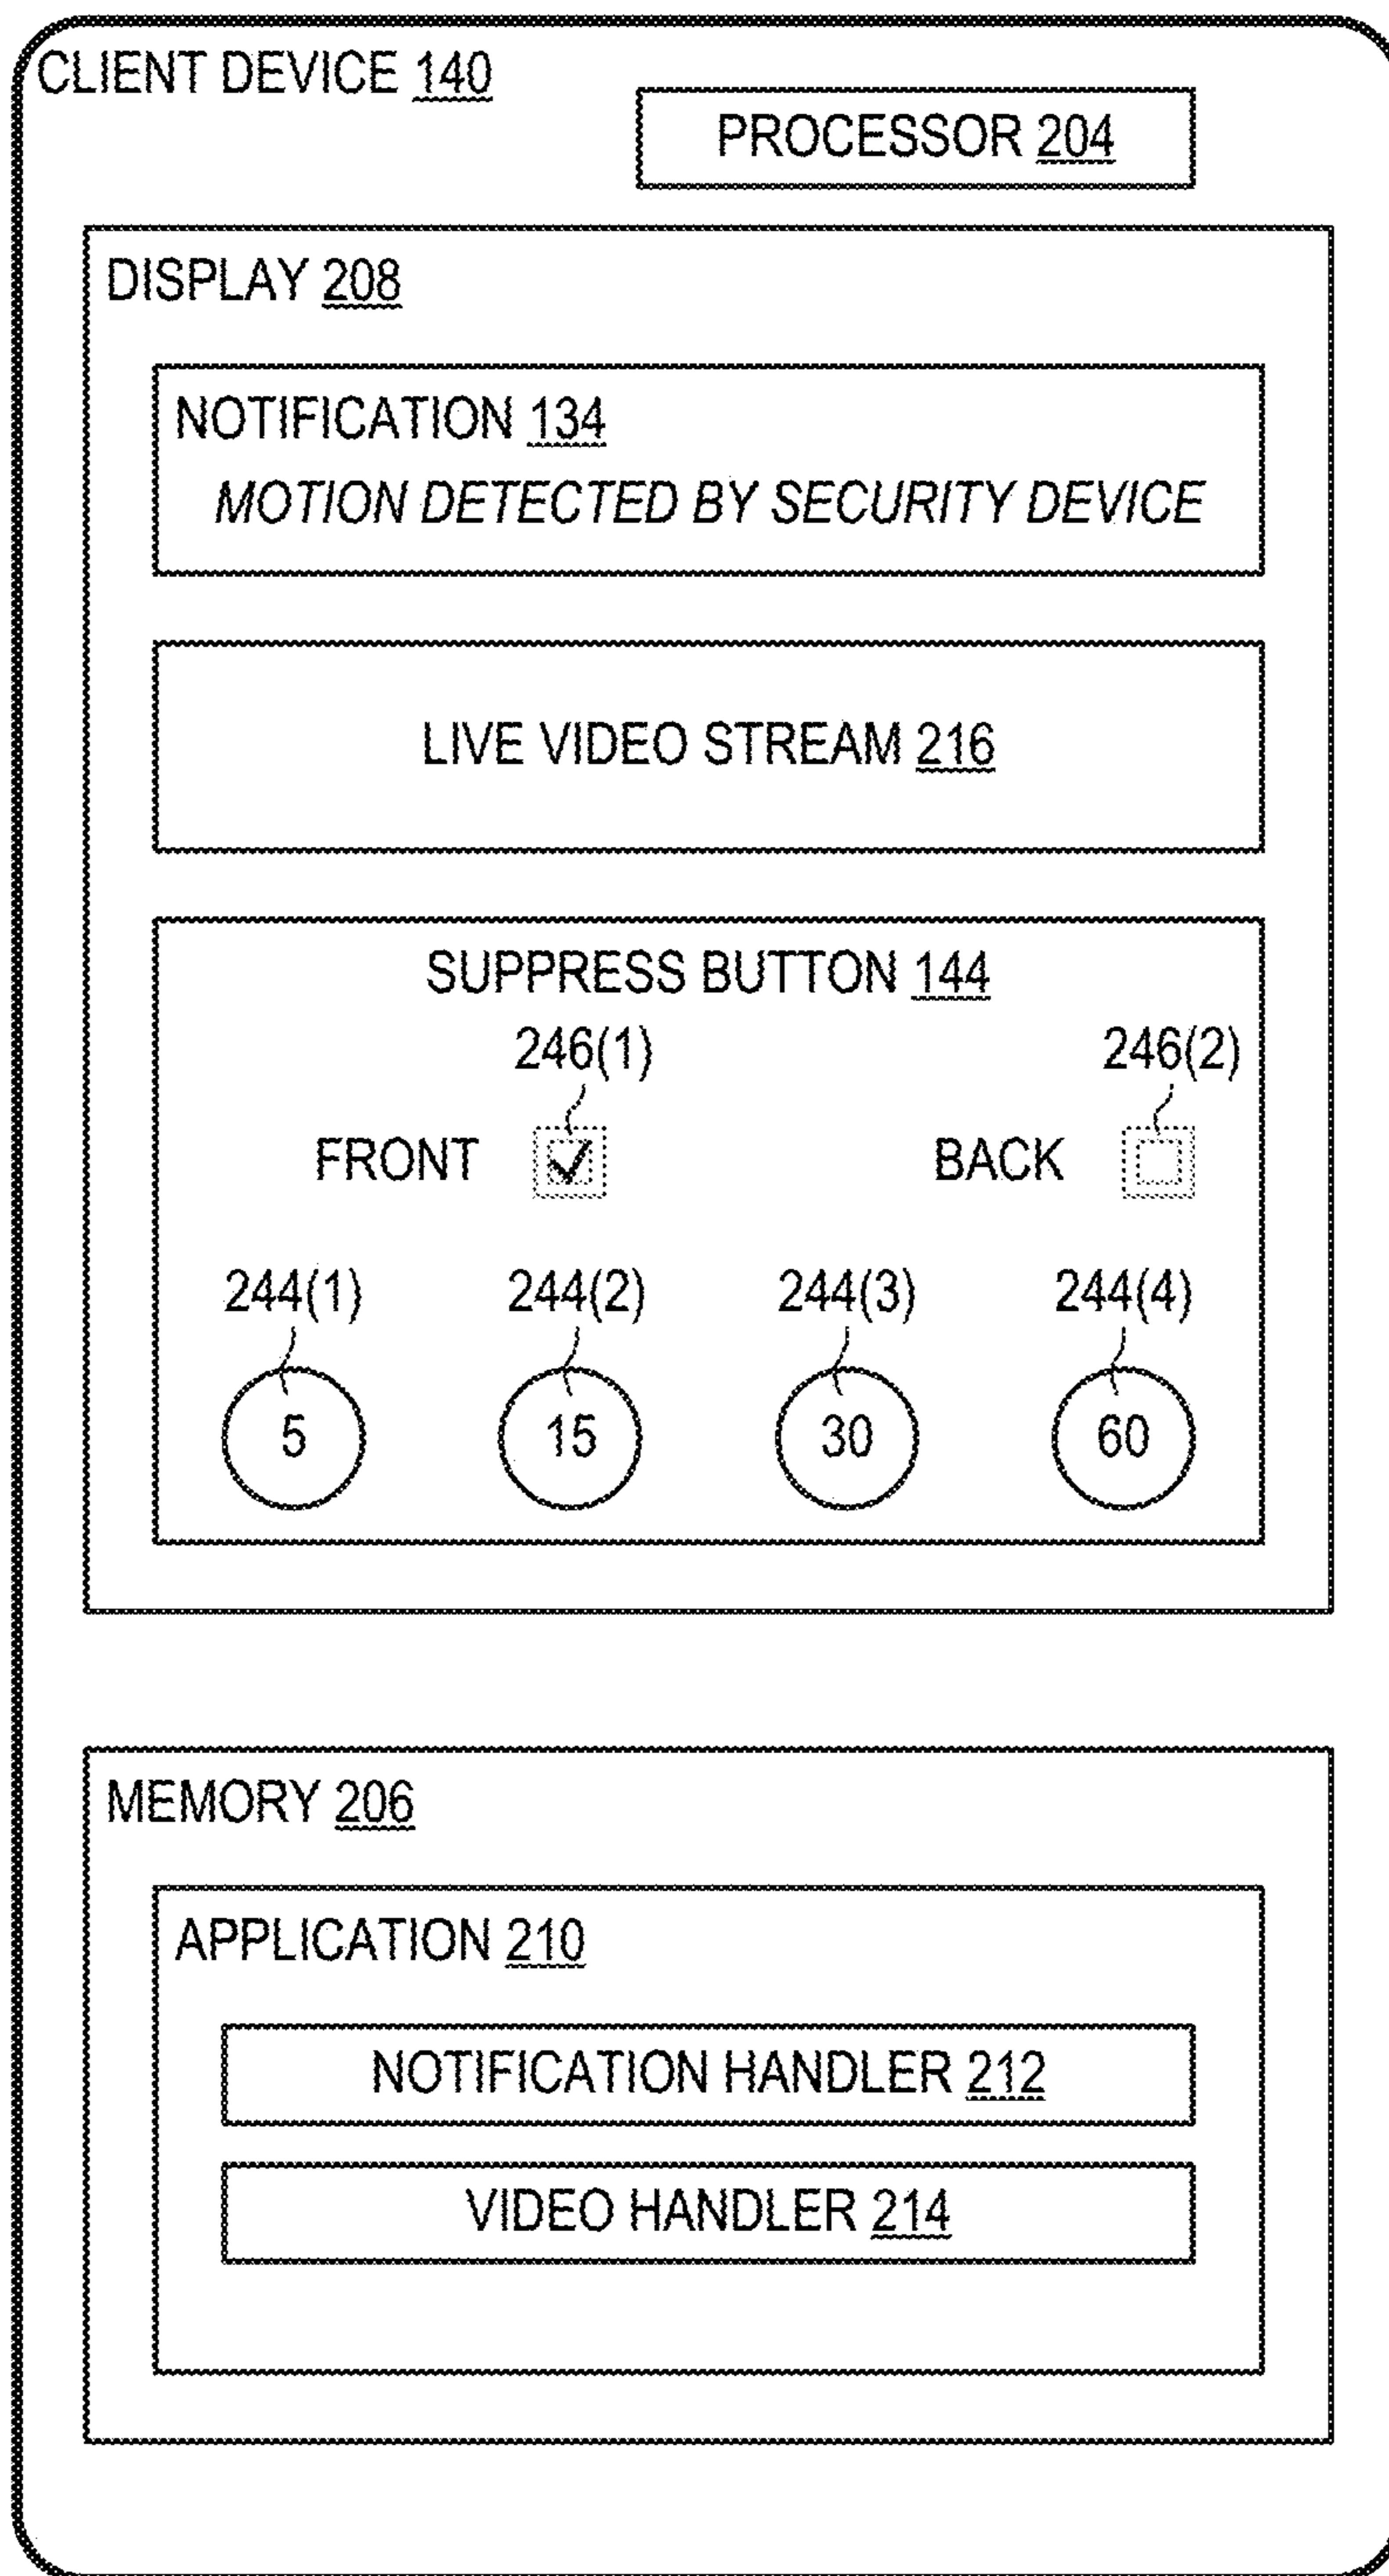 CLIENT DEVICE 140
PROCESSOR 204
DISPLAY 208
NOTIFICATION 134
MOTION DETECTED BY SECURITY DEVICE
LIVE VIDEO STREAM 216
SUPPRESS BUTTON 144
246(1) 246(2)
FRONT BACK
244(1) 244(2) 244(3) 244(4)
5 15 30 60
MEMORY 206
APPLICATION 210
NOTIFICATION HANDLER 212
VIDEO HANDLER 214